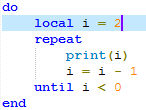 do
    local i = 2
    repeat
        print(i)
        i = i - 1
    until i < 0
end